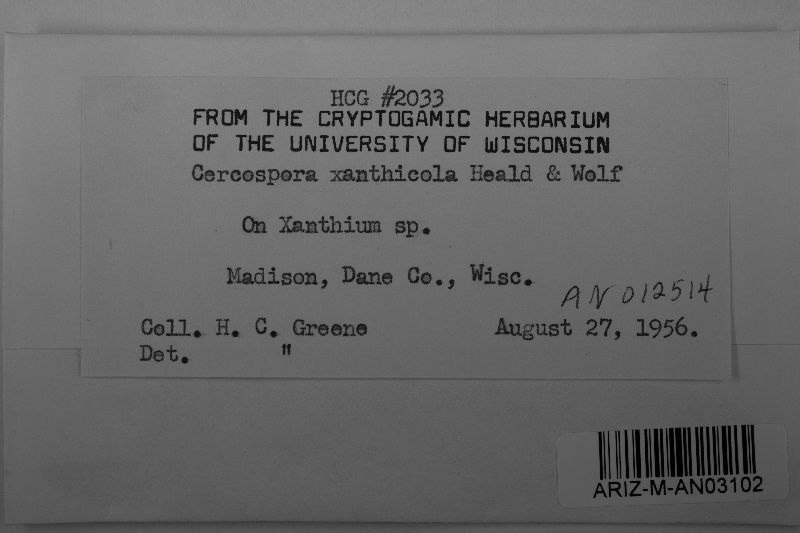 HCG #2033
FROM THE CRYPTOGAMIC HERBARIUM
OF THE UNIVERSITY OF WISCONSIN
Cercospora xanthicola Heald & Wolf
On Xanthium sp.
Madison, Dane Co., Wisc.
AN 012514
Coll. H. C. Greene August 27, 1956.
Det. "
ARIZ-M-AN03102